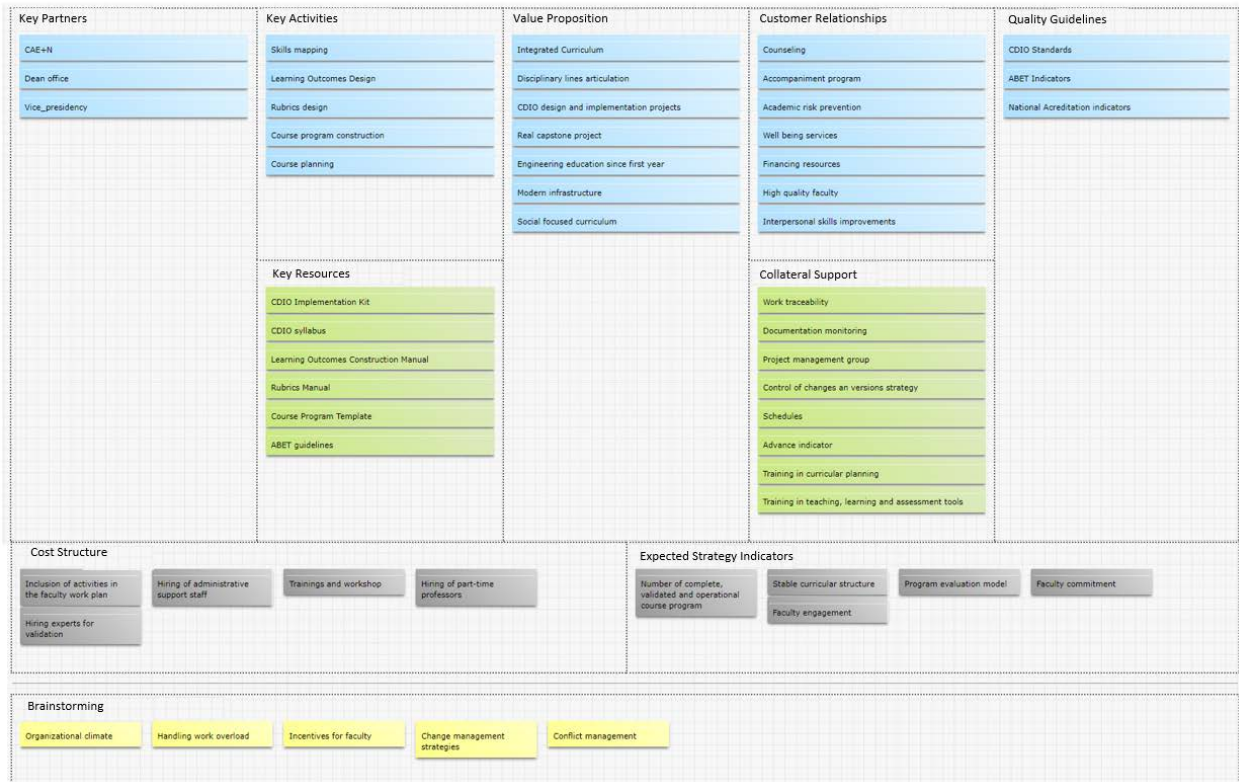 Key Partners
CAE+N
Dean office
Vice_presidency
Key Activities
Skills mapping
Learning Outcomes Design
Rubrics design
Course program construction
Course planning
Key Resources
CDIO Implementation Kit
CDIO syllabus
Learning Outcomes Construction Manual
Rubrics Manual
Course Program Template
ABET guidelines
Value Proposition
Integrated Curriculum
Disciplinary lines articulation
CDIO design and implementation projects
Real capstone project
Engineering education since first year
Modern infrastructure
Social focused curriculum
Customer Relationships
Counseling
Accompaniment program
Academic risk prevention
Well being services
Financing resources
High quality faculty
Interpersonal skills improvements
Collateral Support
Work traceability
Documentation monitoring
Project management group
Control of changes an versions strategy
Schedules
Advance indicator
Training in curricular planning
Training in teaching, learning and assessment tools
Quality Guidelines
CDIO Standards
ABET Indicators
National Acreditation indicators
Cost Structure
Inclusion of activities in
the faculty work plan
Hiring of administrative
support staff
Trainings and workshop
Hiring of part-time
professors
Hiring experts for
validation
Expected Strategy Indicators
Number of complete,
validated and operational
course program
Stable curricular structure
Program evaluation model
Faculty commitment
Faculty engagement
Brainstorming
Organizational climate
Handling work overload
Incentives for faculty
Change management
strategies
Conflict management